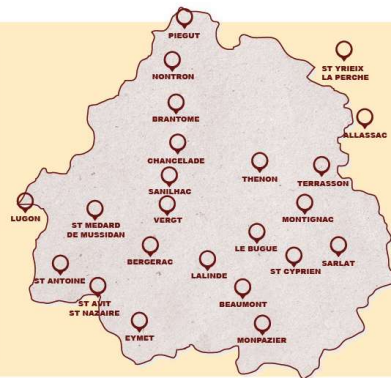 PIEGUT
ST YRIEIX
LA PERCHE
NONTRON
BRANTOME
ALLASSAC
CHANCELADE
THENON
TERRASSON
SANILHAC
LUGON
ST MEDARD
DE MUSSIDAN
VERGT
MONTIGNAC
BERGERAC
LE BUGUE
SARLAT
ST ANTOINE
LALINDE
ST CYPRIEN
ST AVIT
ST NAZAIRE
BEAUMONT
EYMET
MONPAZIER